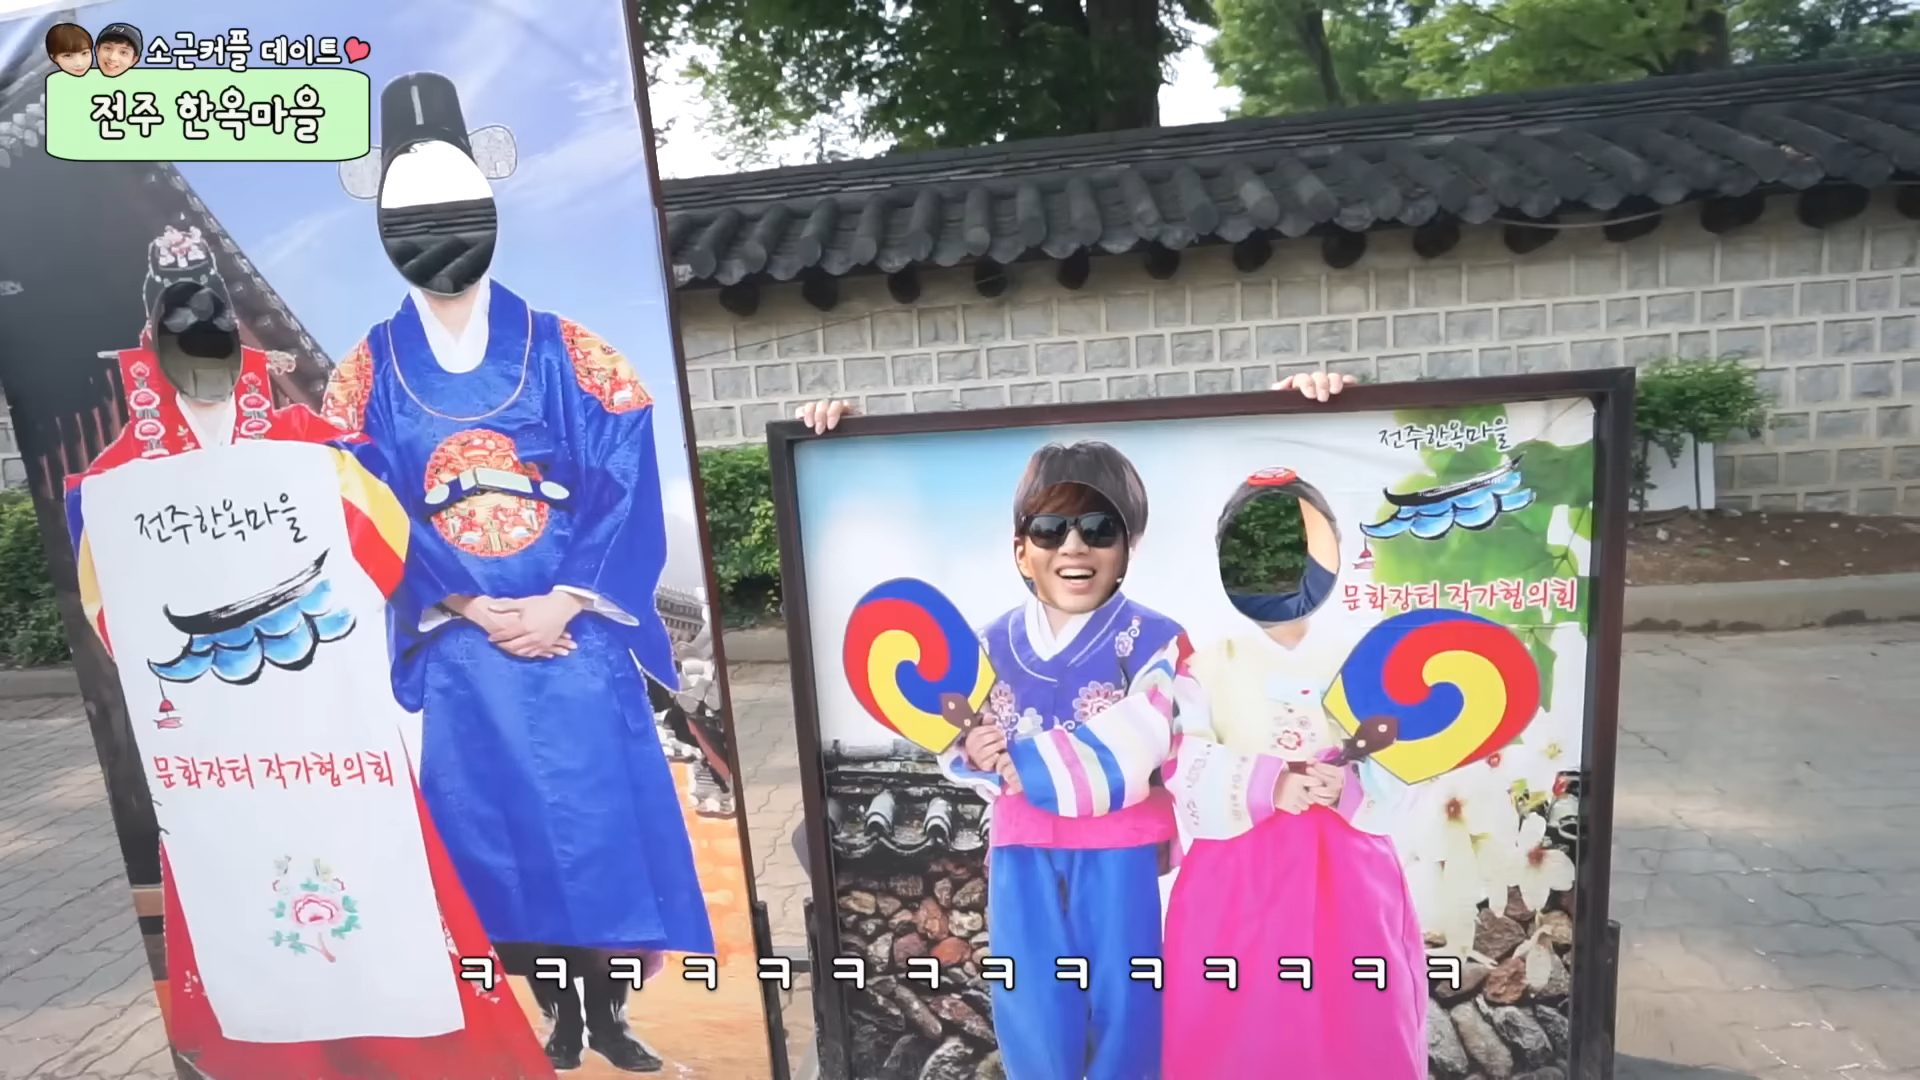 소근커플 데이트
전주 한옥마을
전주한옥마을
문화장터 작가협의회
전주한옥마을
문화장터 작가협의회
ㅋㅋㅋㅋㅋㅋㅋㅋㅋㅋㅋㅋㅋㅋ